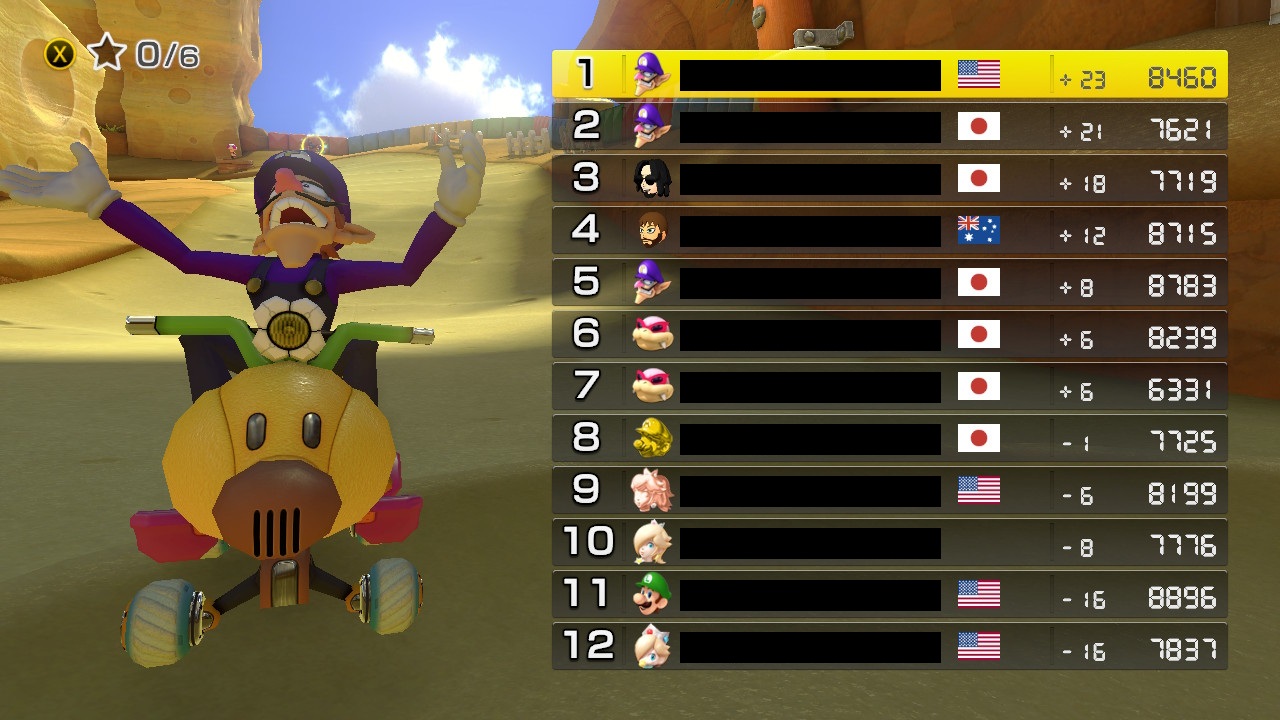 X 0/6
1 + 23 8460
2 + 21 7621
3 + 18 7719
4 + 12 8715
5 + 8 8783
6 + 6 8239
7 + 6 6331
8 - 1 7725
9 - 6 8199
10 - 8 7776
11 - 16 8896
12 - 16 7837